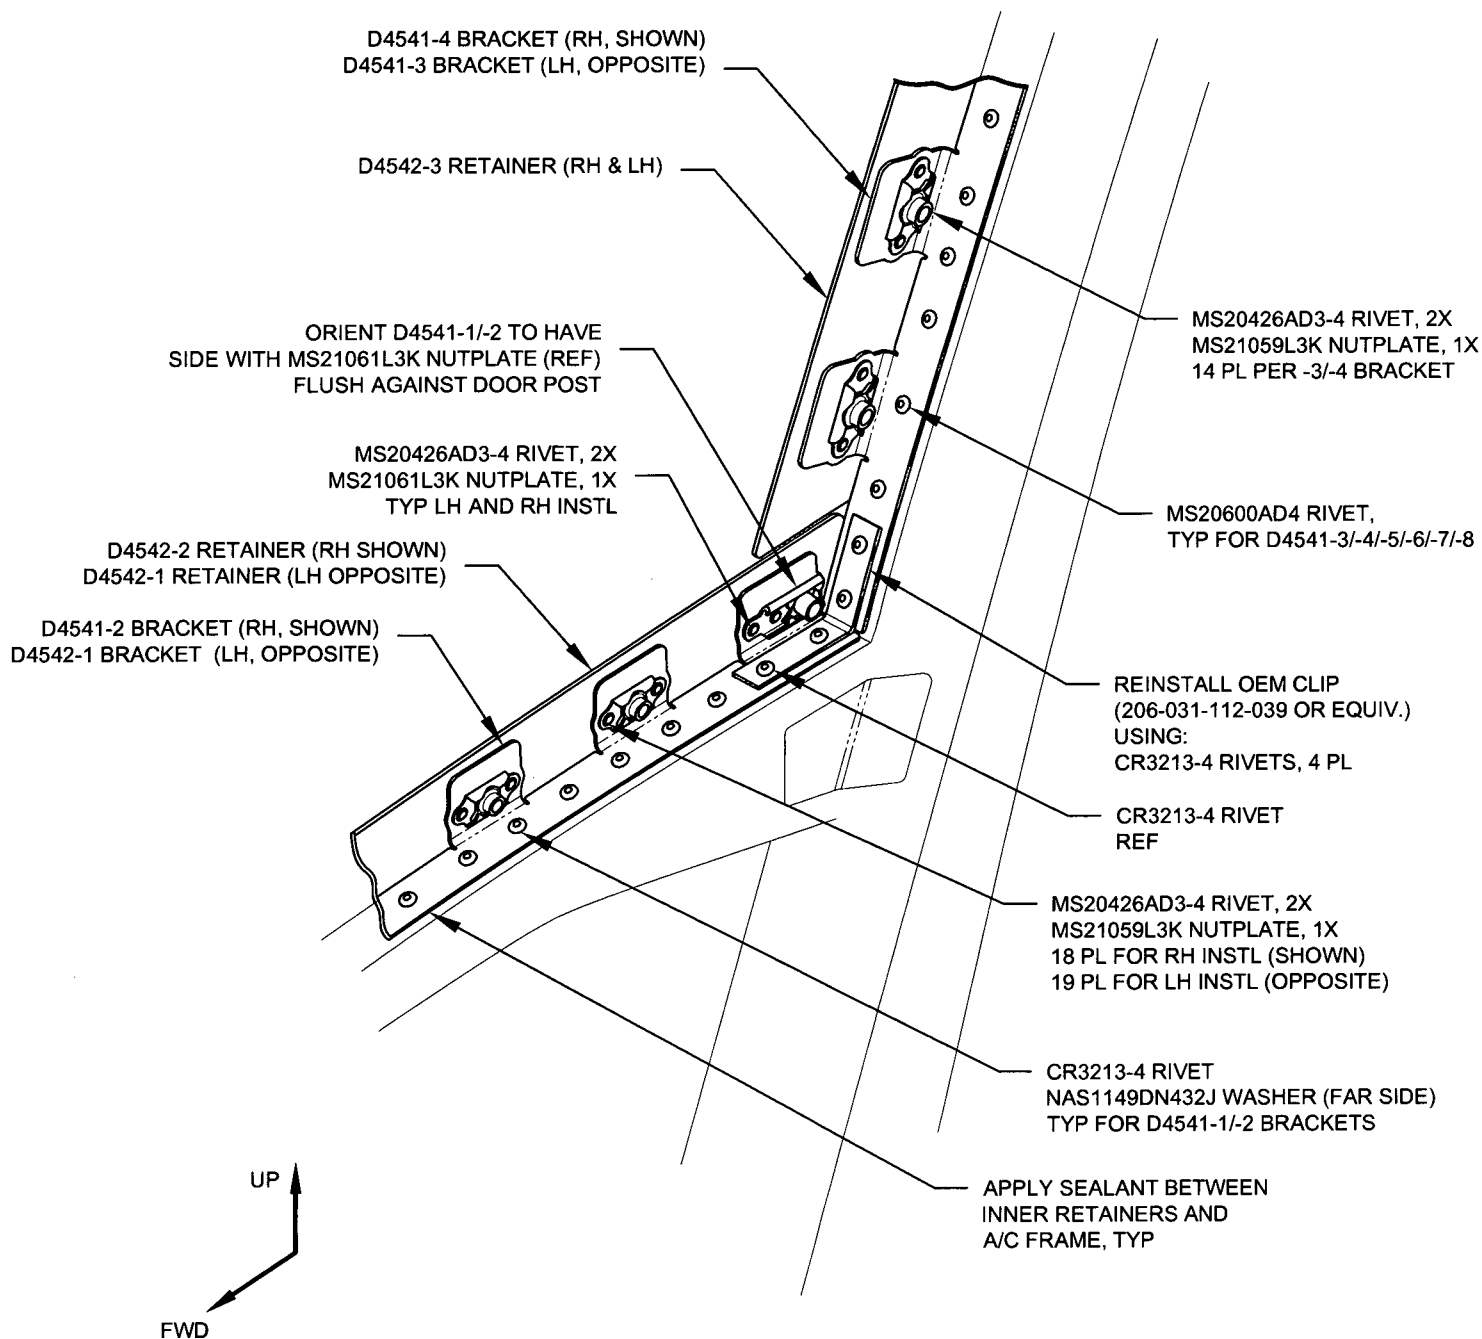 D4541-4 BRACKET (RH, SHOWN)
D4541-3 BRACKET (LH, OPPOSITE)
D4542-3 RETAINER (RH & LH)
ORIENT D4541-1/-2 TO HAVE
SIDE WITH MS21061L3K NUTPLATE (REF)
FLUSH AGAINST DOOR POST
MS20426AD3-4 RIVET, 2X
MS21061L3K NUTPLATE, 1X
TYP LH AND RH INSTL
D4542-2 RETAINER (RH SHOWN)
D4542-1 RETAINER (LH OPPOSITE)
D4541-2 BRACKET (RH, SHOWN)
D4542-1 BRACKET (LH, OPPOSITE)
MS20426AD3-4 RIVET, 2X
MS21059L3K NUTPLATE, 1X
14 PL PER -3/-4 BRACKET
MS20600AD4 RIVET,
TYP FOR D4541-3/-4/-5/-6/-7/-8
REINSTALL OEM CLIP
(206-031-112-039 OR EQUIV.)
USING:
CR3213-4 RIVETS, 4 PL
CR3213-4 RIVET
REF
MS20426AD3-4 RIVET, 2X
MS21059L3K NUTPLATE, 1X
18 PL FOR RH INSTL (SHOWN)
19 PL FOR LH INSTL (OPPOSITE)
CR3213-4 RIVET
NAS1149DN432J WASHER (FAR SIDE)
TYP FOR D4541-1/-2 BRACKETS
APPLY SEALANT BETWEEN
INNER RETAINERS AND
A/C FRAME, TYP
UP
FWD